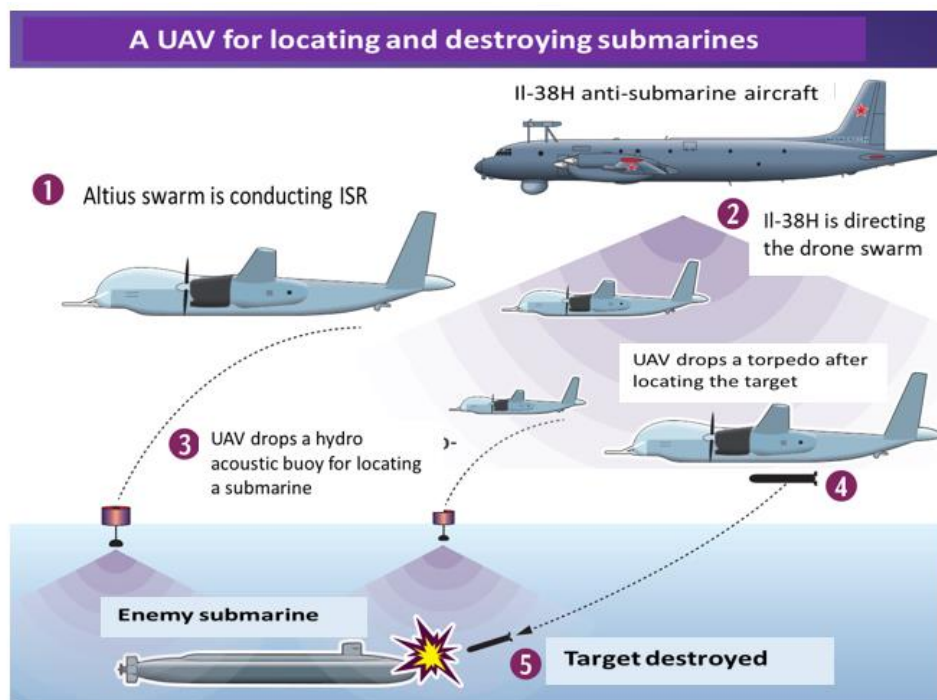 A UAV for locating and destroying submarines
Il-38H anti-submarine aircraft
1
Altius swarm is conducting ISR
2
Il-38H is directing
the drone swarm
UAV drops a torpedo after
locating the target
3
UAV drops a hydro
acoustic buoy for locating
a submarine
4
Enemy submarine
5
Target destroyed